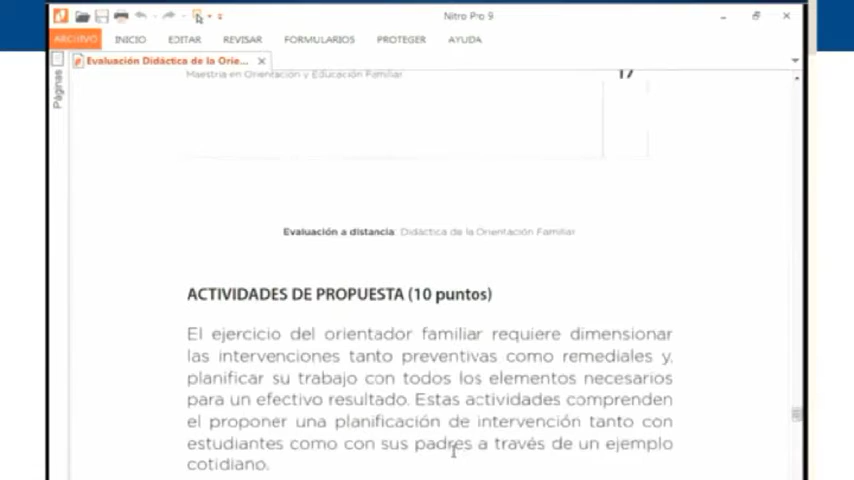 Nitro Pro 9
ARCHIVO INICIO EDITAR REVISAR FORMULARIOS PROTEGER AYUDA
Evaluación Didáctica de la Orie...
Páginas
Maestría en Orientación y Educación Familiar 17
Evaluación a distancia: Didáctica de la Orientación Familiar
ACTIVIDADES DE PROPUESTA (10 puntos)
El ejercicio del orientador familiar requiere dimensionar
las intervenciones tanto preventivas como remediales y,
planificar su trabajo con todos los elementos necesarios
para un efectivo resultado. Estas actividades comprenden
el proponer una planificación de intervención tanto con
estudiantes como con sus padres a través de un ejemplo
cotidiano.